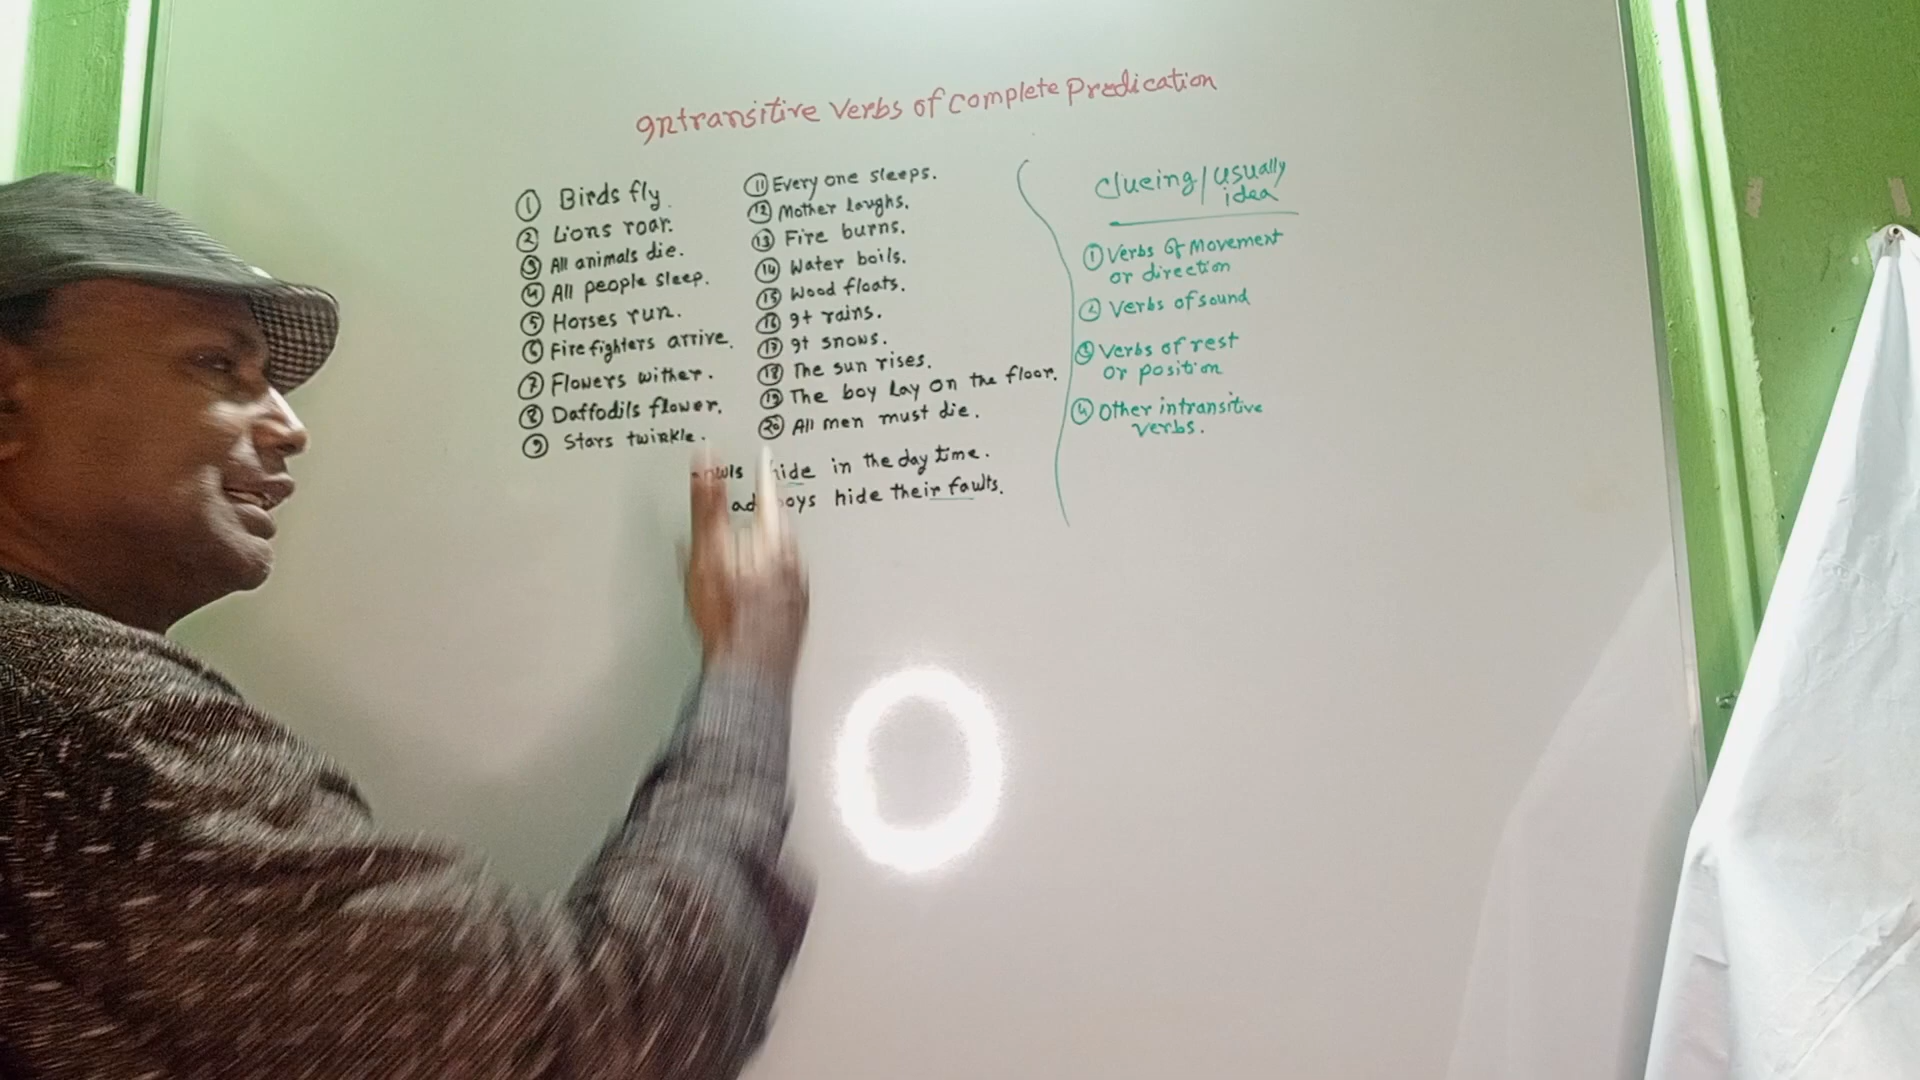 Intransitive Verbs of Complete Predication
① Birds fly.
② Lions roar.
③ All animals die.
④ All people sleep.
⑤ Horses run.
⑥ Fire fighters arrive.
⑦ Flowers wither.
⑧ Daffodils flower.
⑨ Stars twinkle.
⑪ Every one sleeps.
⑫ Mother laughs.
⑬ Fire burns.
⑭ Water boils.
⑮ Wood floats.
⑯ It rains.
⑰ It snows.
⑱ The sun rises.
⑲ The boy lay on the floor.
⑳ All men must die.
owls hide in the day time.
ad boys hide their faults.
Clueing/usually
idea
① Verbs of movement
or direction
② Verbs of sound
③ Verbs of rest
or position
④ Other intransitive
verbs.